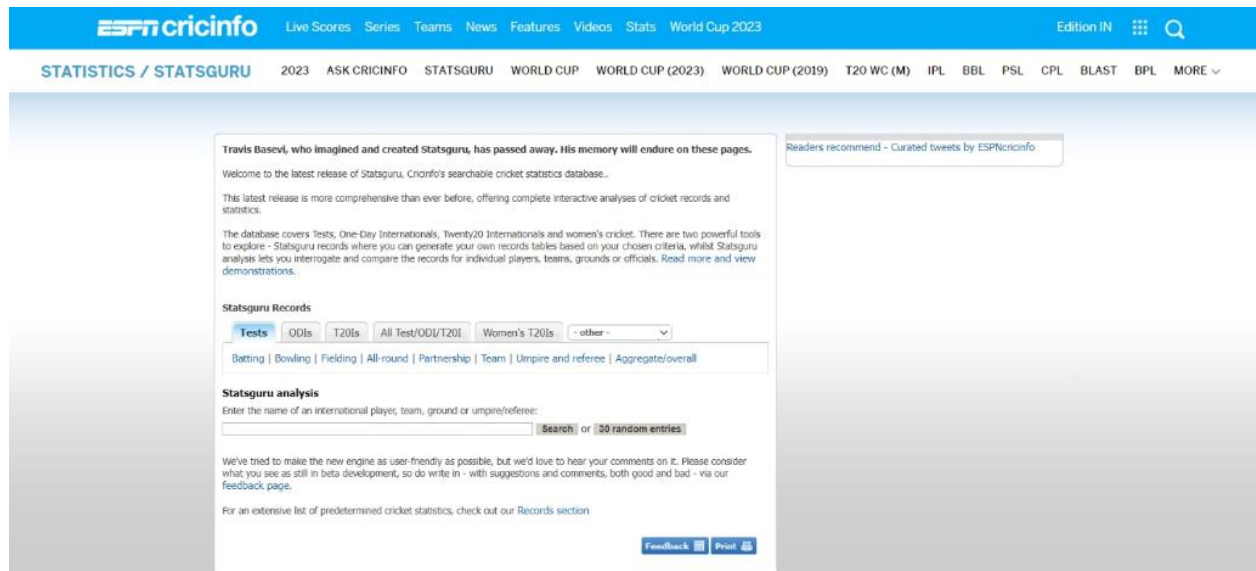 ESPN cricinfo Live Scores Series Teams News Features Videos Stats World Cup 2023 Edition IN
STATISTICS / STATSGURU 2023 ASK CRICINFO STATSGURU WORLD CUP WORLD CUP (2023) WORLD CUP (2019) T20 WC (M) IPL BBL PSL CPL BLAST BPL MORE
Travis Basevi, who imagined and created Statsguru, has passed away. His memory will endure on these pages.
Readers recommend - Curated tweets by ESPNcricinfo
Welcome to the latest release of Statsguru, Cricinfo's searchable cricket statistics database..
This latest release is more comprehensive than ever before, offering complete interactive analyses of cricket records and
statistics.
The database covers Tests, One-Day Internationals, Twenty20 Internationals and women's cricket. There are two powerful tools
to explore - Statsguru records where you can generate your own records tables based on your chosen criteria, whilst Statsguru
analysis lets you interrogate and compare the records for individual players, teams, grounds or officials. Read more and view
demonstrations.
Statsguru Records
Tests ODIs T20Is All Test/ODI/T20I Women's T20Is - other -
Batting | Bowling | Fielding | All-round | Partnership | Team | Umpire and referee | Aggregate/overall
Statsguru analysis
Enter the name of an international player, team, ground or umpire/referee:
Search or 30 random entries
We've tried to make the new engine as user-friendly as possible, but we'd love to hear your comments on it. Please consider
what you see as still in beta development, so do write in - with suggestions and comments, both good and bad - via our
feedback page.
For an extensive list of predetermined cricket statistics, check out our Records section
Feedback Print